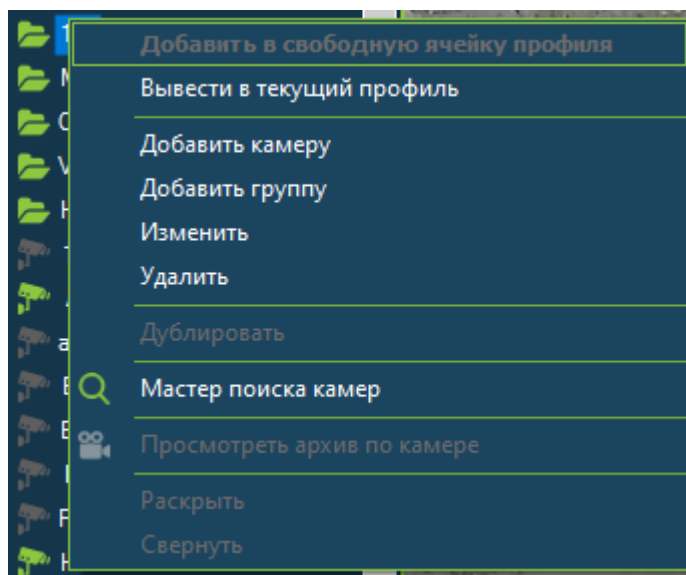 Добавить в свободную ячейку профиля
Вывести в текущий профиль
Добавить камеру
Добавить группу
Изменить
Удалить
Дублировать
Мастер поиска камер
Просмотреть архив по камере
Раскрыть
Свернуть